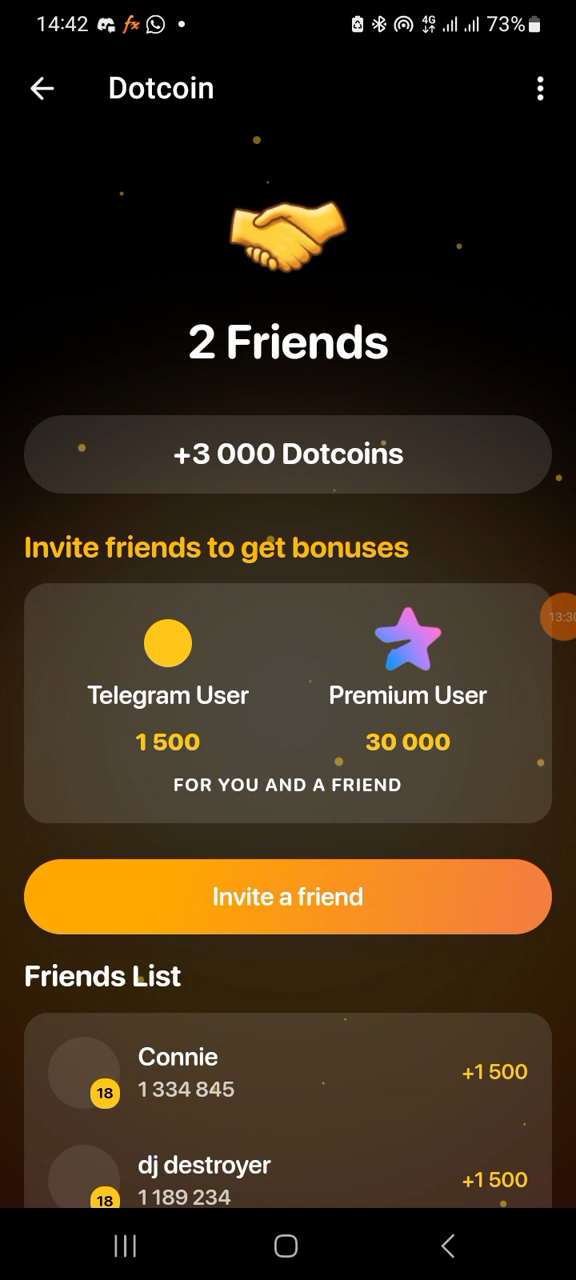 14:42
4G
73%
Dotcoin
2 Friends
+3 000 Dotcoins
Invite friends to get bonuses
Telegram User
Premium User
1 500
30 000
FOR YOU AND A FRIEND
Invite a friend
Friends List
Connie
18
1 334 845
+1 500
dj destroyer
18
1 189 234
+1 500